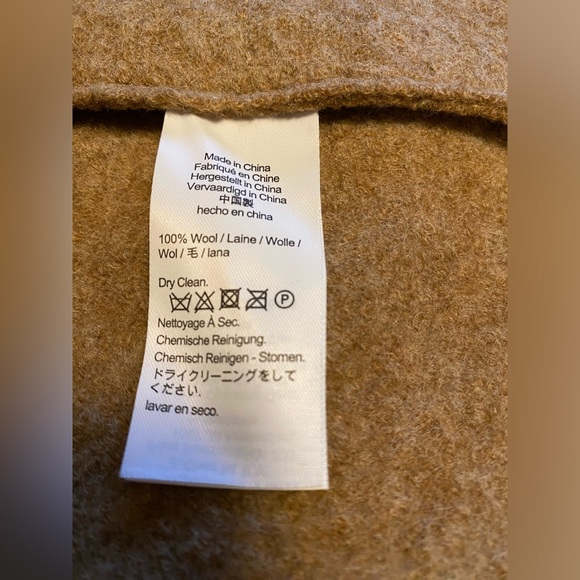 Made in China
Fabriqué en Chine
Hergestellt in China
Vervaardigd in China
中国製
hecho en china
100% Wool / Laine / Wolle /
Wol / 毛 / lana
Dry Clean.
P
Nettoyage À Sec.
Chemische Reinigung.
Chemisch Reinigen - Stomen.
ドライクリーニングをして
ください.
lavar en seco.